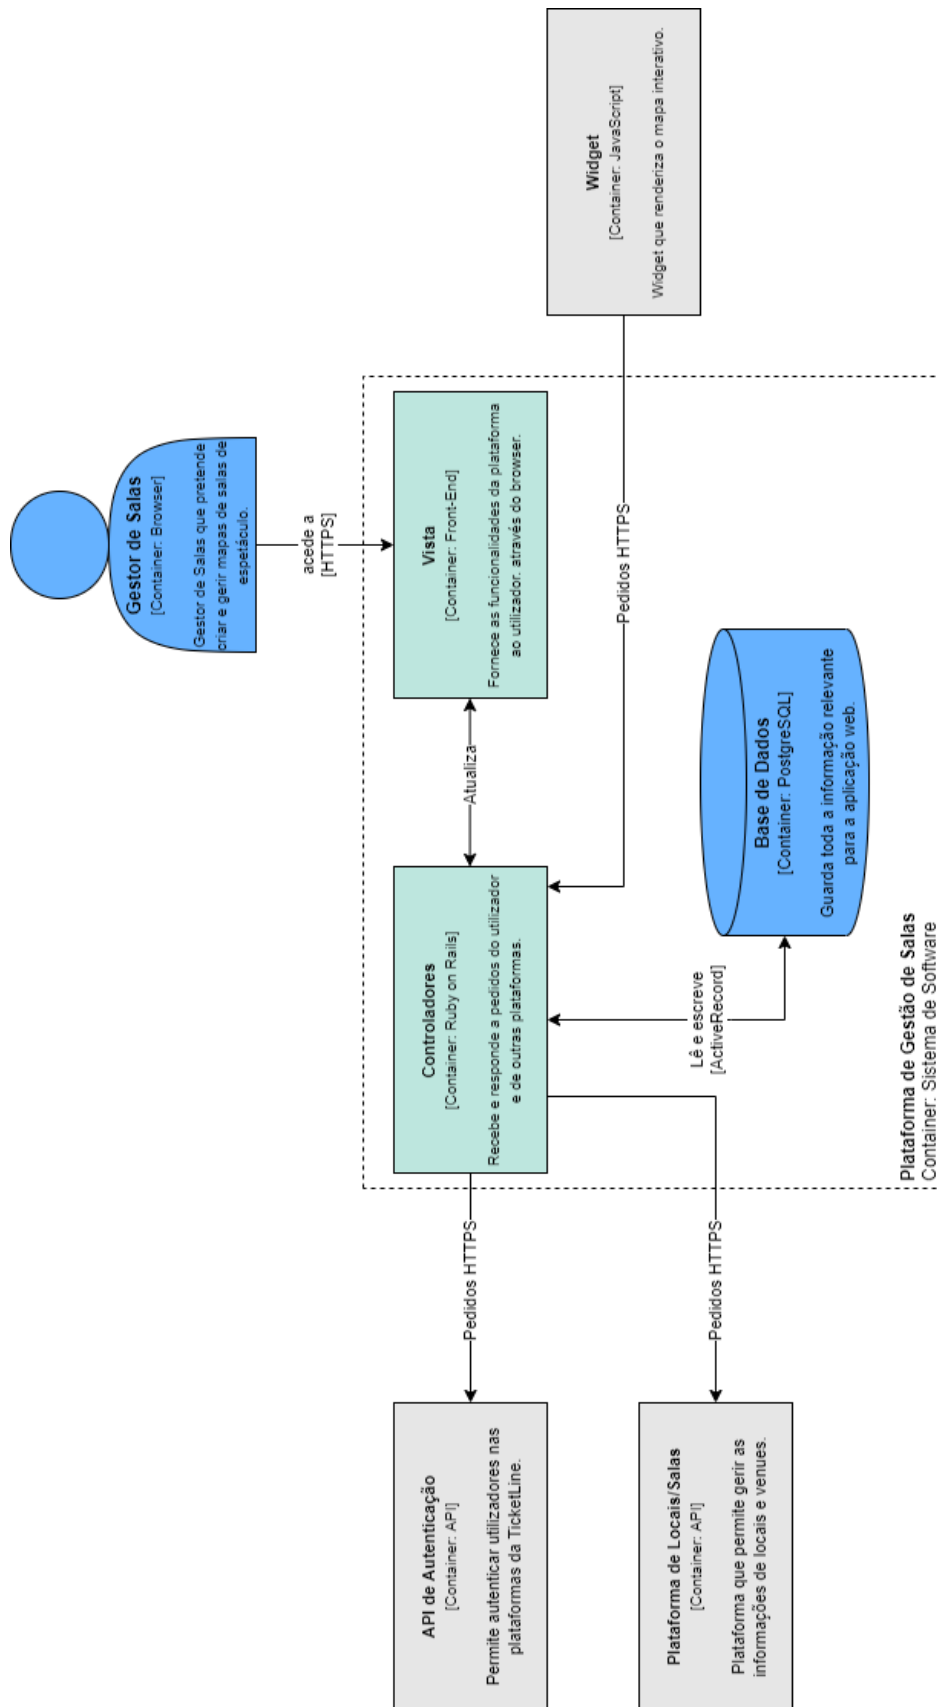 Gestor de Salas
[Container: Browser]
Gestor de Salas que pretende
criar e gerir mapas de salas de
espetáculo.
acede a
[HTTPS]
API de Autenticação
[Container: API]
Permite autenticar utilizadores nas
plataformas da TicketLine.
Pedidos HTTPS
Controladores
[Container: Ruby on Rails]
Recebe e responde a pedidos do utilizador
e de outras plataformas.
Atualiza
Vista
[Container: Front-End]
Fornece as funcionalidades da plataforma
ao utilizador. através do browser.
Pedidos HTTPS
Widget
[Container: JavaScript]
Widget que renderiza o mapa interativo.
Plataforma de Locais/Salas
[Container: API]
Plataforma que permite gerir as
informações de locais e venues.
Pedidos HTTPS
Lê e escreve
[ActiveRecord]
Base de Dados
[Container: PostgreSQL]
Guarda toda a informação relevante
para a aplicação web.
Plataforma de Gestão de Salas
Container: Sistema de Software